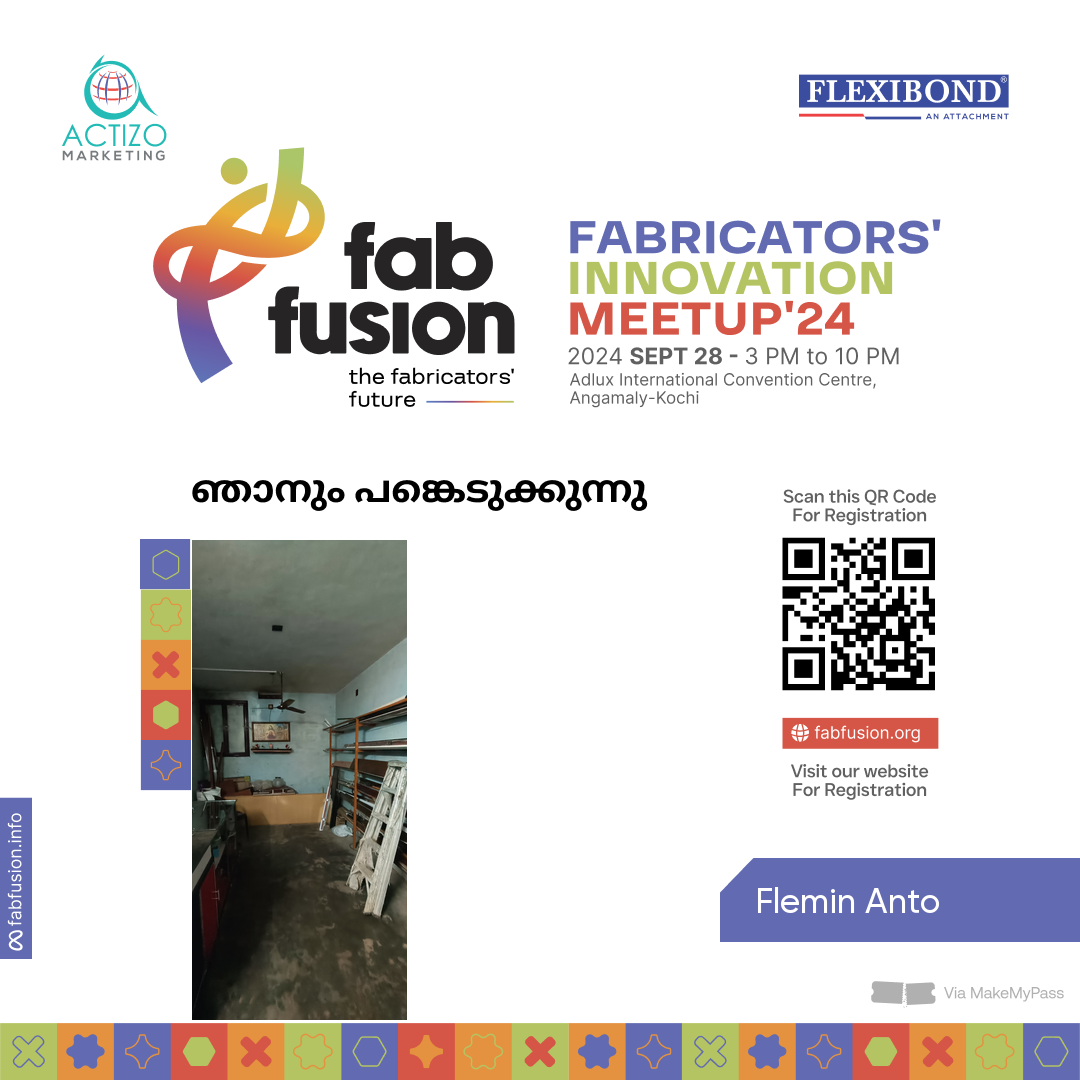 ACTIZO
MARKETING
FLEXIBOND®
AN ATTACHMENT
fab
fusion
the fabricators'
future
FABRICATORS'
INNOVATION
MEETUP'24
2024 SEPT 28 - 3 PM to 10 PM
Adlux International Convention Centre,
Angamaly-Kochi
ഞാനും പങ്കെടുക്കുന്നു
Scan this QR Code
For Registration
fabfusion.org
Visit our website
For Registration
fabfusion.info
Flemin Anto
Via MakeMyPass